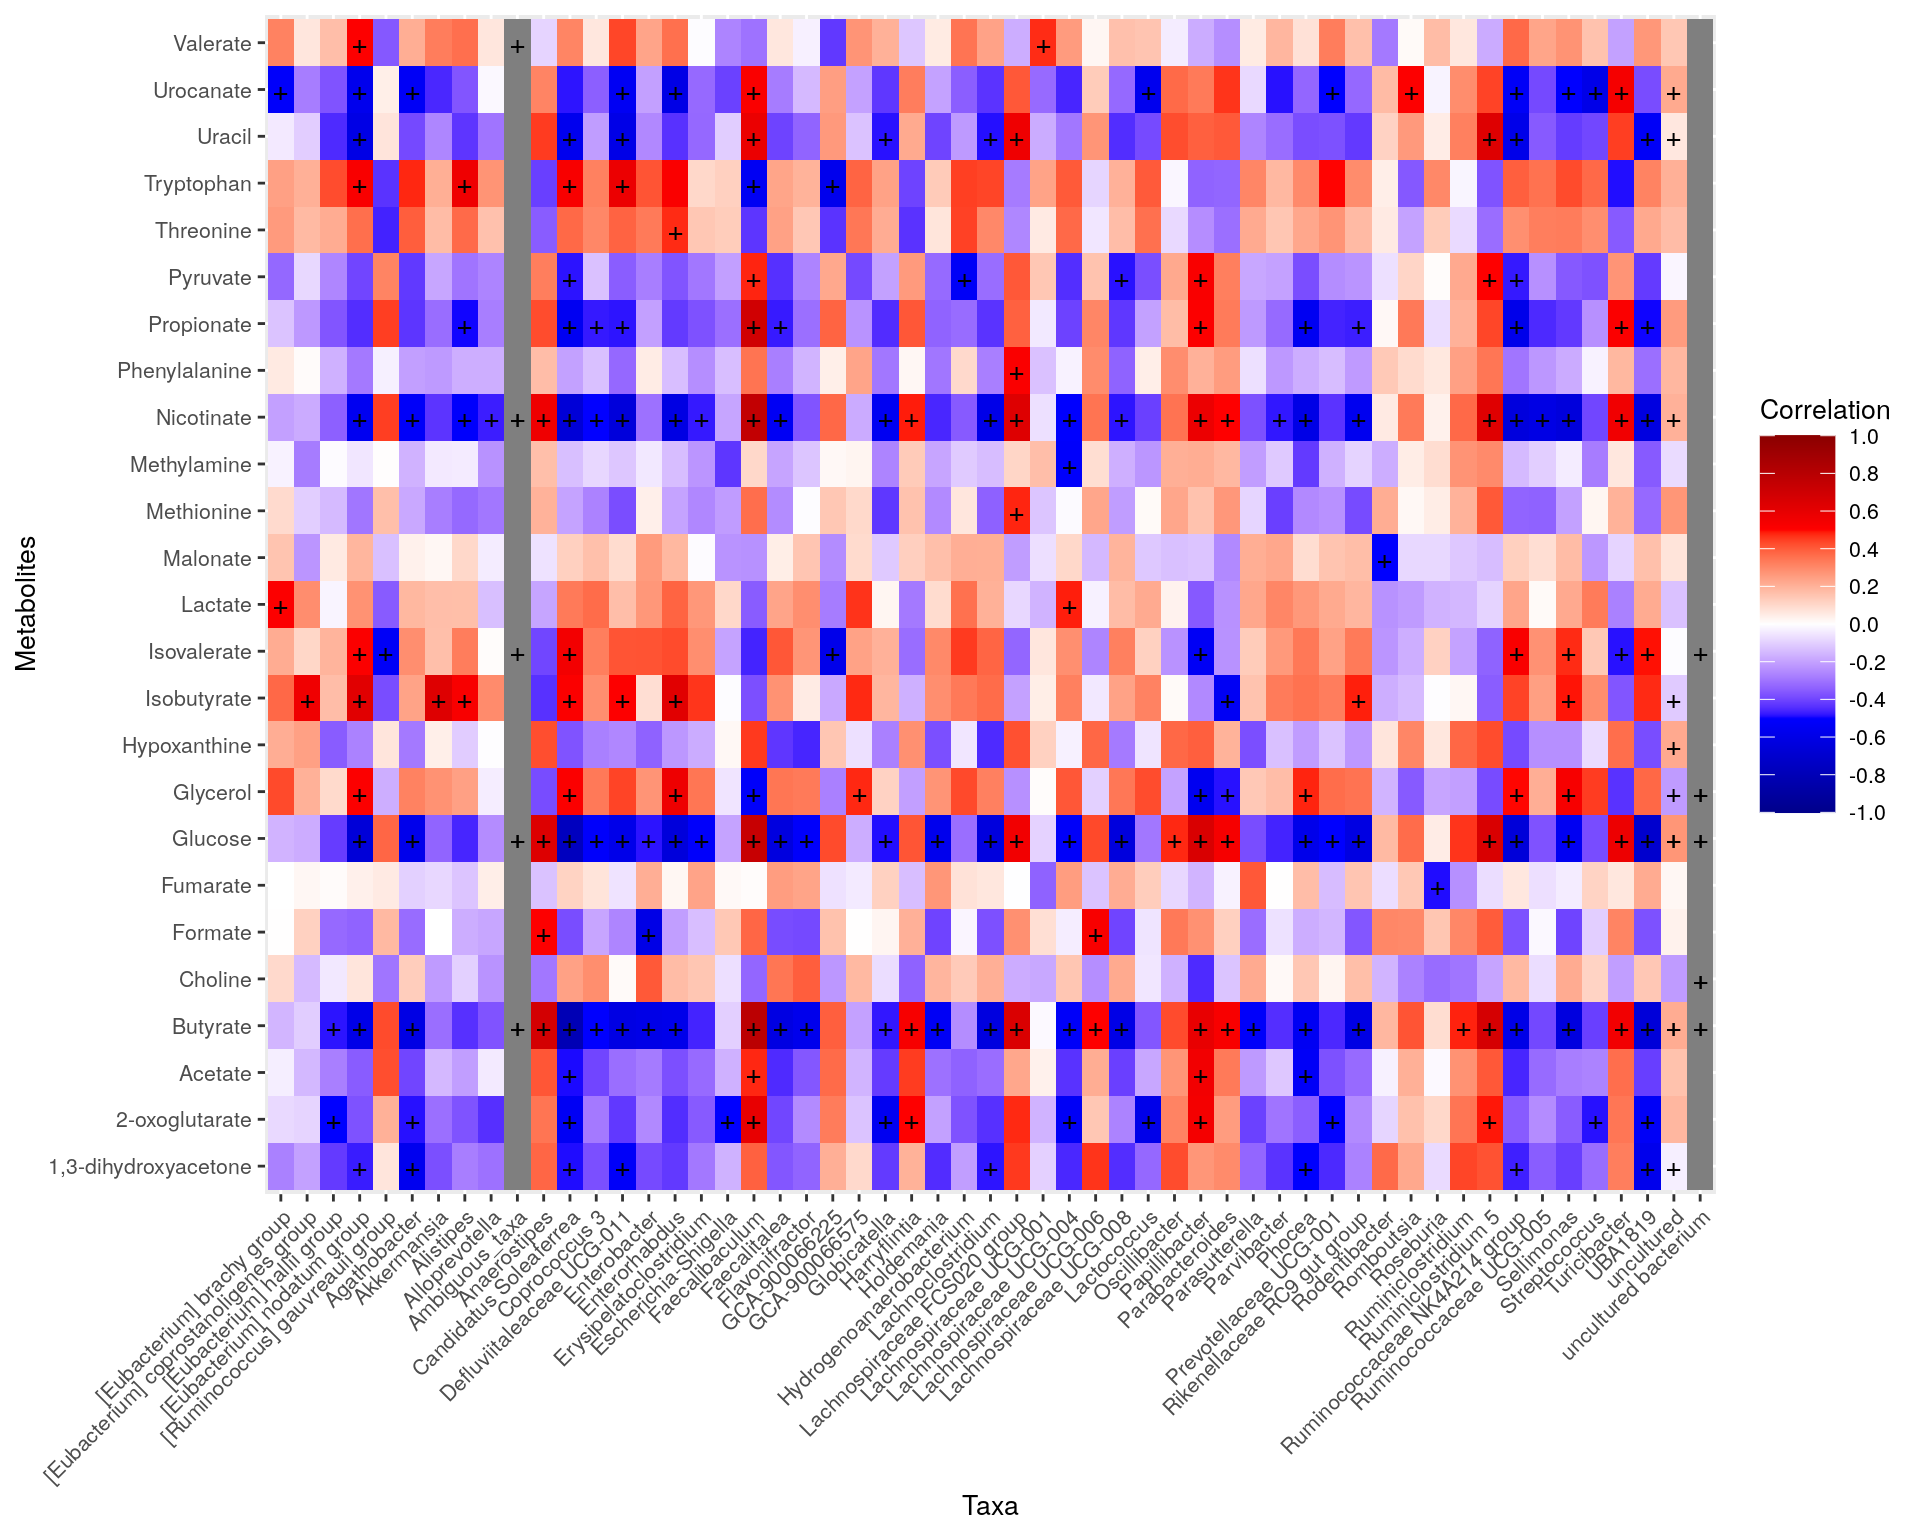 Valerate
Urocanate
Uracil
Tryptophan
Threonine
Pyruvate
Propionate
Phenylalanine
Nicotinate
Methylamine
Methionine
Malonate
Lactate
Isovalerate
Isobutyrate
Hypoxanthine
Glycerol
Glucose
Fumarate
Formate
Choline
Butyrate
Acetate
2-oxoglutarate
1,3-dihydroxyacetone
Metabolites
[Eubacterium] brachy group
[Eubacterium] coprostanoligenes group
[Eubacterium] hallii group
[Eubacterium] nodatum group
[Ruminococcus] gauvreauii group
Agathobacter
Akkermansia
Alistipes
Alloprevotella
Ambiguous_taxa
Anaerostipes
Candidatus Soleaferrea
Coprococcus 3
Defluviitaleaceae UCG-011
Enterobacter
Enterorhabdus
Erysipelatoclostridium
Escherichia-Shigella
Faecalibaculum
Faecalitalea
Flavonifractor
GCA-900066225
GCA-900066575
Globicatella
Harryflintia
Holdemania
Hydrogenoanaerobacterium
Lachnoclostridium
Lachnospiraceae FCS020 group
Lachnospiraceae UCG-001
Lachnospiraceae UCG-004
Lachnospiraceae UCG-006
Lachnospiraceae UCG-008
Lactococcus
Oscillibacter
Papillibacter
Parabacteroides
Parasutterella
Parvibacter
Phocea
Prevotellaceae UCG-001
Rikenellaceae RC9 gut group
Rodentibacter
Romboutsia
Roseburia
Ruminiclostridium
Ruminiclostridium 5
Ruminococcaceae NK4A214 group
Ruminococcaceae UCG-005
Sellimonas
Streptococcus
Turicibacter
UBA1819
uncultured
uncultured bacterium
Taxa
Correlation
1.0
0.8
0.6
0.4
0.2
0.0
-0.2
-0.4
-0.6
-0.8
-1.0